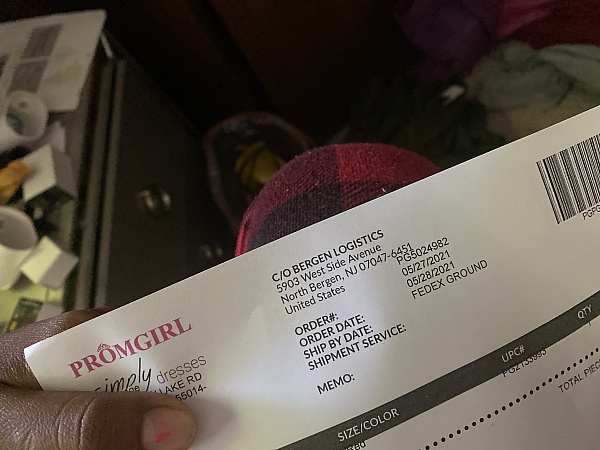 PROMGIRL
simply dresses
LAKE RD
55014-
C/O BERGEN LOGISTICS
5903 West Side Avenue
North Bergen, NJ 07047-6451
United States
ORDER#: PG5024982
ORDER DATE: 05/27/2021
SHIP BY DATE: 05/28/2021
SHIPMENT SERVICE: FEDEX GROUND
MEMO:
SIZE/COLOR UPC# QTY
TOTAL PIEC